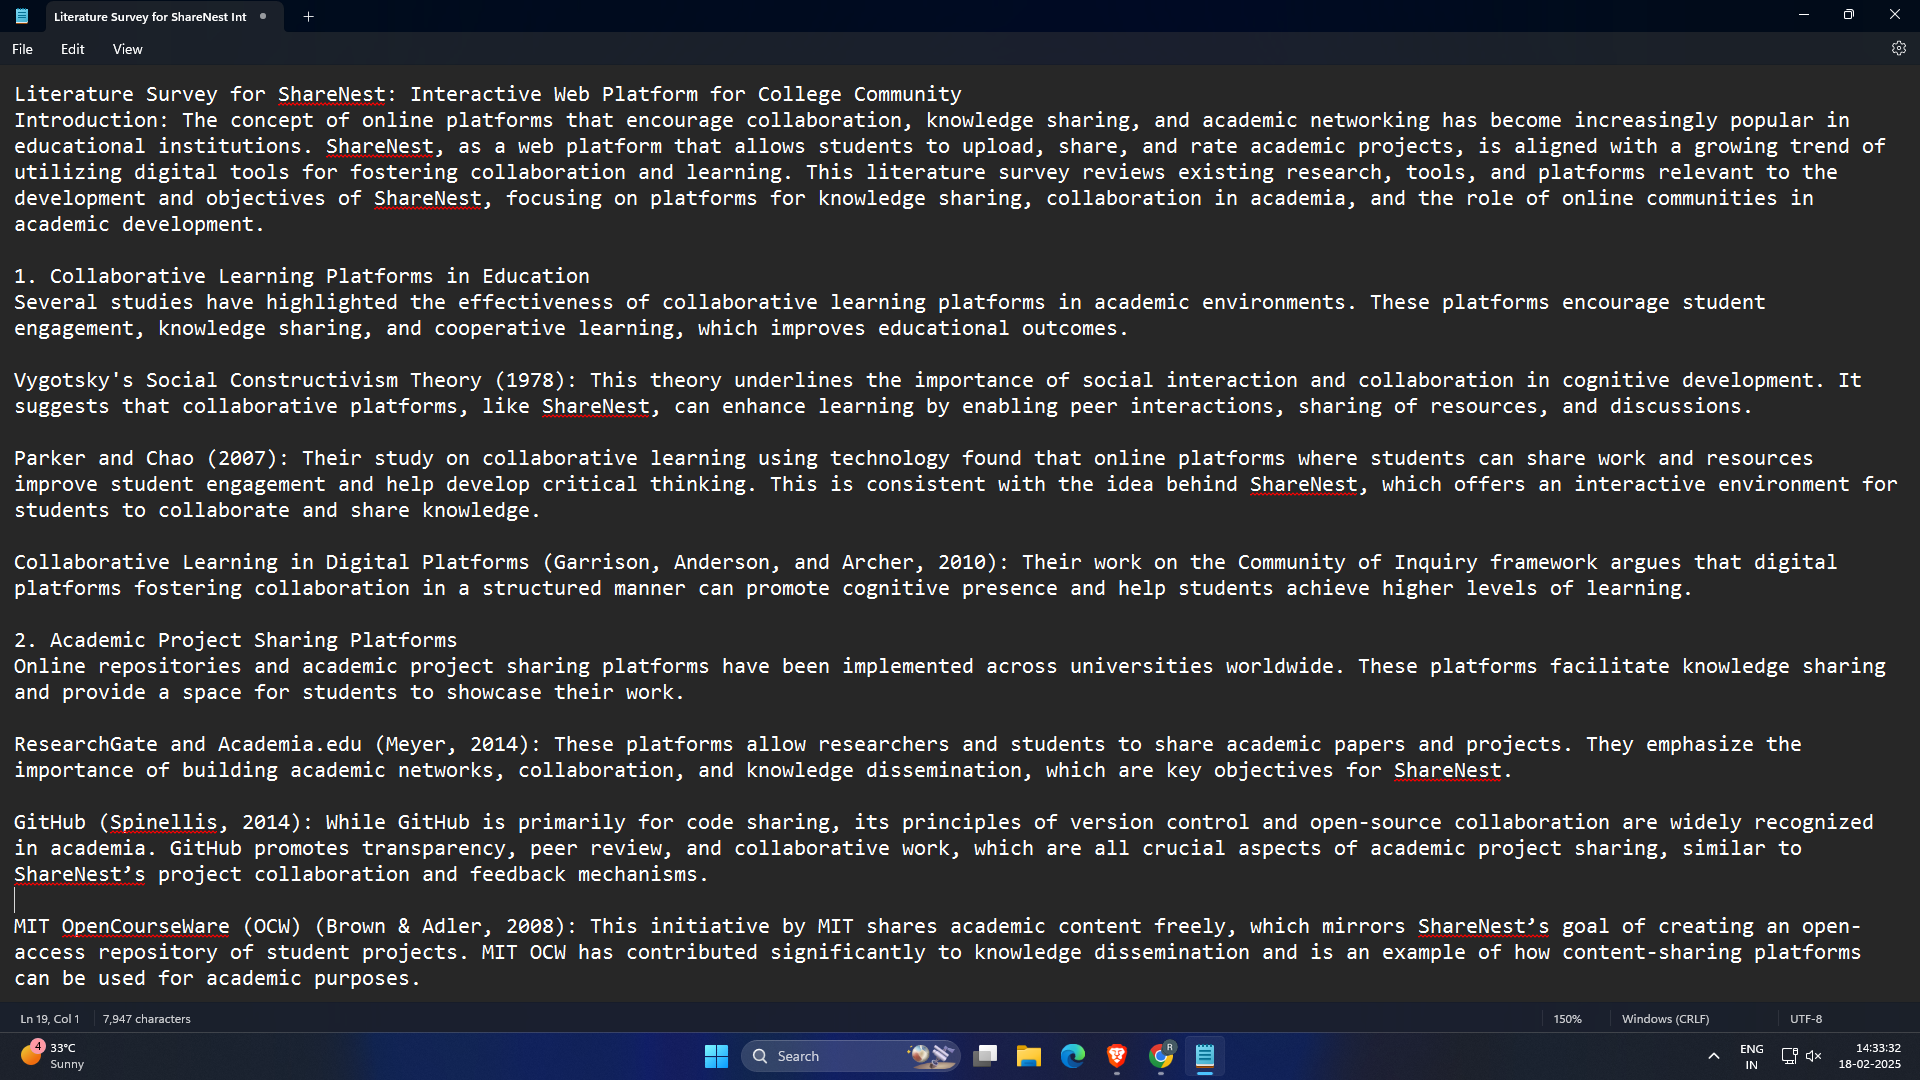 Literature Survey for ShareNest Int
File
Edit
View
Literature Survey for ShareNest: Interactive Web Platform for College Community
Introduction: The concept of online platforms that encourage collaboration, knowledge sharing, and academic networking has become increasingly popular in
educational institutions. ShareNest, as a web platform that allows students to upload, share, and rate academic projects, is aligned with a growing trend of
utilizing digital tools for fostering collaboration and learning. This literature survey reviews existing research, tools, and platforms relevant to the
development and objectives of ShareNest, focusing on platforms for knowledge sharing, collaboration in academia, and the role of online communities in
academic development.
1. Collaborative Learning Platforms in Education
Several studies have highlighted the effectiveness of collaborative learning platforms in academic environments. These platforms encourage student
engagement, knowledge sharing, and cooperative learning, which improves educational outcomes.
Vygotsky's Social Constructivism Theory (1978): This theory underlines the importance of social interaction and collaboration in cognitive development. It
suggests that collaborative platforms, like ShareNest, can enhance learning by enabling peer interactions, sharing of resources, and discussions.
Parker and Chao (2007): Their study on collaborative learning using technology found that online platforms where students can share work and resources
improve student engagement and help develop critical thinking. This is consistent with the idea behind ShareNest, which offers an interactive environment for
students to collaborate and share knowledge.
Collaborative Learning in Digital Platforms (Garrison, Anderson, and Archer, 2010): Their work on the Community of Inquiry framework argues that digital
platforms fostering collaboration in a structured manner can promote cognitive presence and help students achieve higher levels of learning.
2. Academic Project Sharing Platforms
Online repositories and academic project sharing platforms have been implemented across universities worldwide. These platforms facilitate knowledge sharing
and provide a space for students to showcase their work.
ResearchGate and Academia.edu (Meyer, 2014): These platforms allow researchers and students to share academic papers and projects. They emphasize the
importance of building academic networks, collaboration, and knowledge dissemination, which are key objectives for ShareNest.
GitHub (Spinellis, 2014): While GitHub is primarily for code sharing, its principles of version control and open-source collaboration are widely recognized
in academia. GitHub promotes transparency, peer review, and collaborative work, which are all crucial aspects of academic project sharing, similar to
ShareNest’s project collaboration and feedback mechanisms.
MIT OpenCourseWare (OCW) (Brown & Adler, 2008): This initiative by MIT shares academic content freely, which mirrors ShareNest’s goal of creating an open-
access repository of student projects. MIT OCW has contributed significantly to knowledge dissemination and is an example of how content-sharing platforms
can be used for academic purposes.
Ln 19, Col 1
7,947 characters
150%
Windows (CRLF)
UTF-8
4
33°C
Sunny
Search
R
ENG
IN
14:33:32
18-02-2025